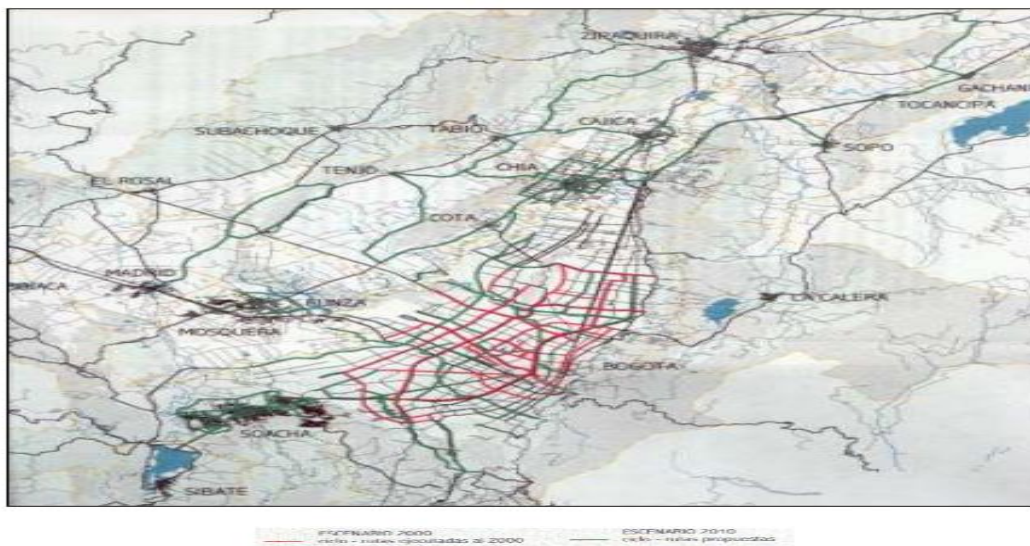 ZIPAQUIRA
GACHAN
TOCANCIPA
SUBACHOQUE
TABIO
CAJICA
SOPO
TENJO
CHIA
EL ROSAL
COTA
MADRID
FUNZA
LA CALERA
MOSQUERA
BOGOTA
SOACHA
SIBATE
ESCENARIO 2000
ciclo - rutas ejecutadas al 2000
ESCENARIO 2010
ciclo - rutas propuestas